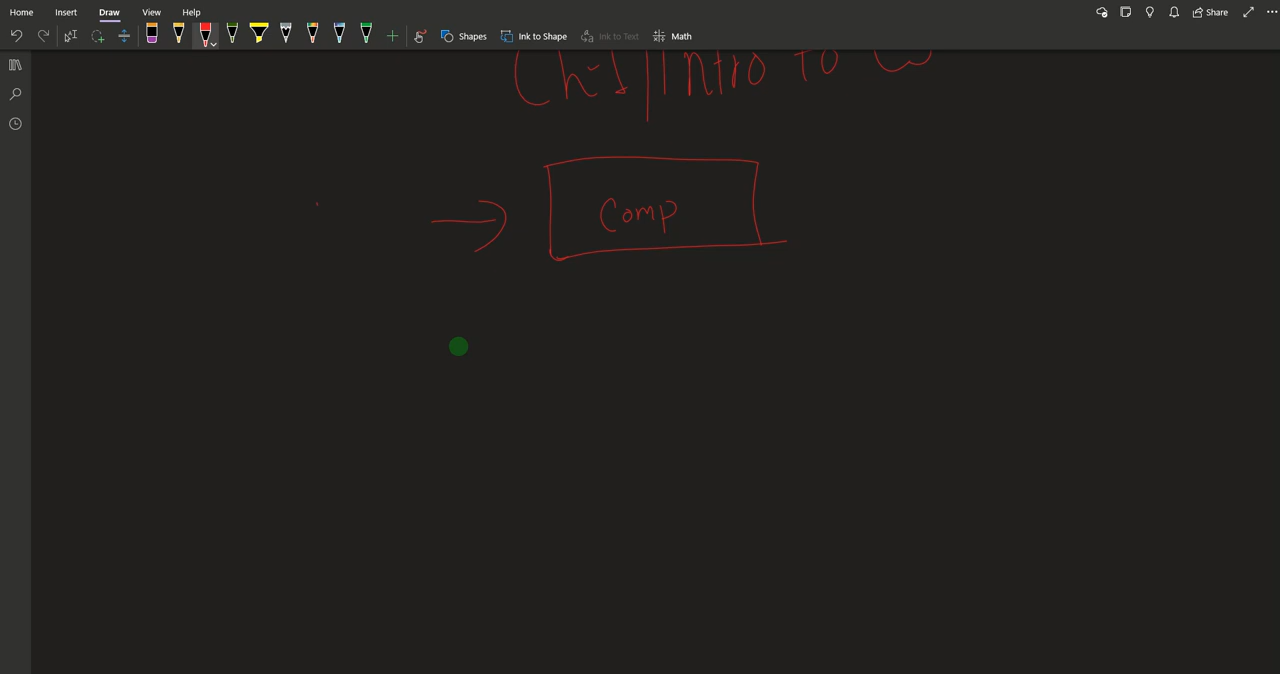 Home Insert Draw View Help Share
Shapes Ink to Shape Ink to Text Math
Ch-1 | Intro to
Comp